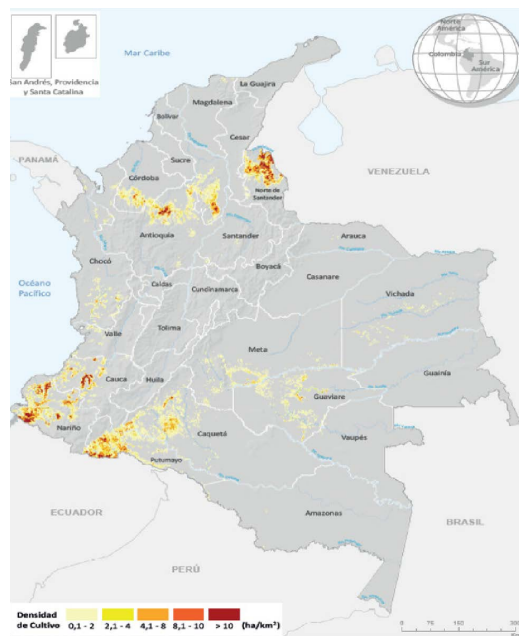 Mar Caribe
Norte
América
Colombia
Sur
América
San Andrés, Providencia
y Santa Catalina
La Guajira
Magdalena
Bolívar
Cesar
PANAMÁ
Sucre
Córdoba
Norte de
Santander
VENEZUELA
Antioquia
Santander
Arauca
Boyacá
Casanare
Chocó
Océano
Pacífico
Caldas
Cundinamarca
Vichada
Valle
Tolima
Meta
Cauca
Huila
Guaviare
Guainía
Nariño
Caquetá
Vaupés
Putumayo
ECUADOR
Amazonas
BRASIL
PERÚ
Densidad
de Cultivo
0,1 - 2
2,1 - 4
4,1 - 8
8,1 - 10
> 10
(ha/km²)
0
150
300